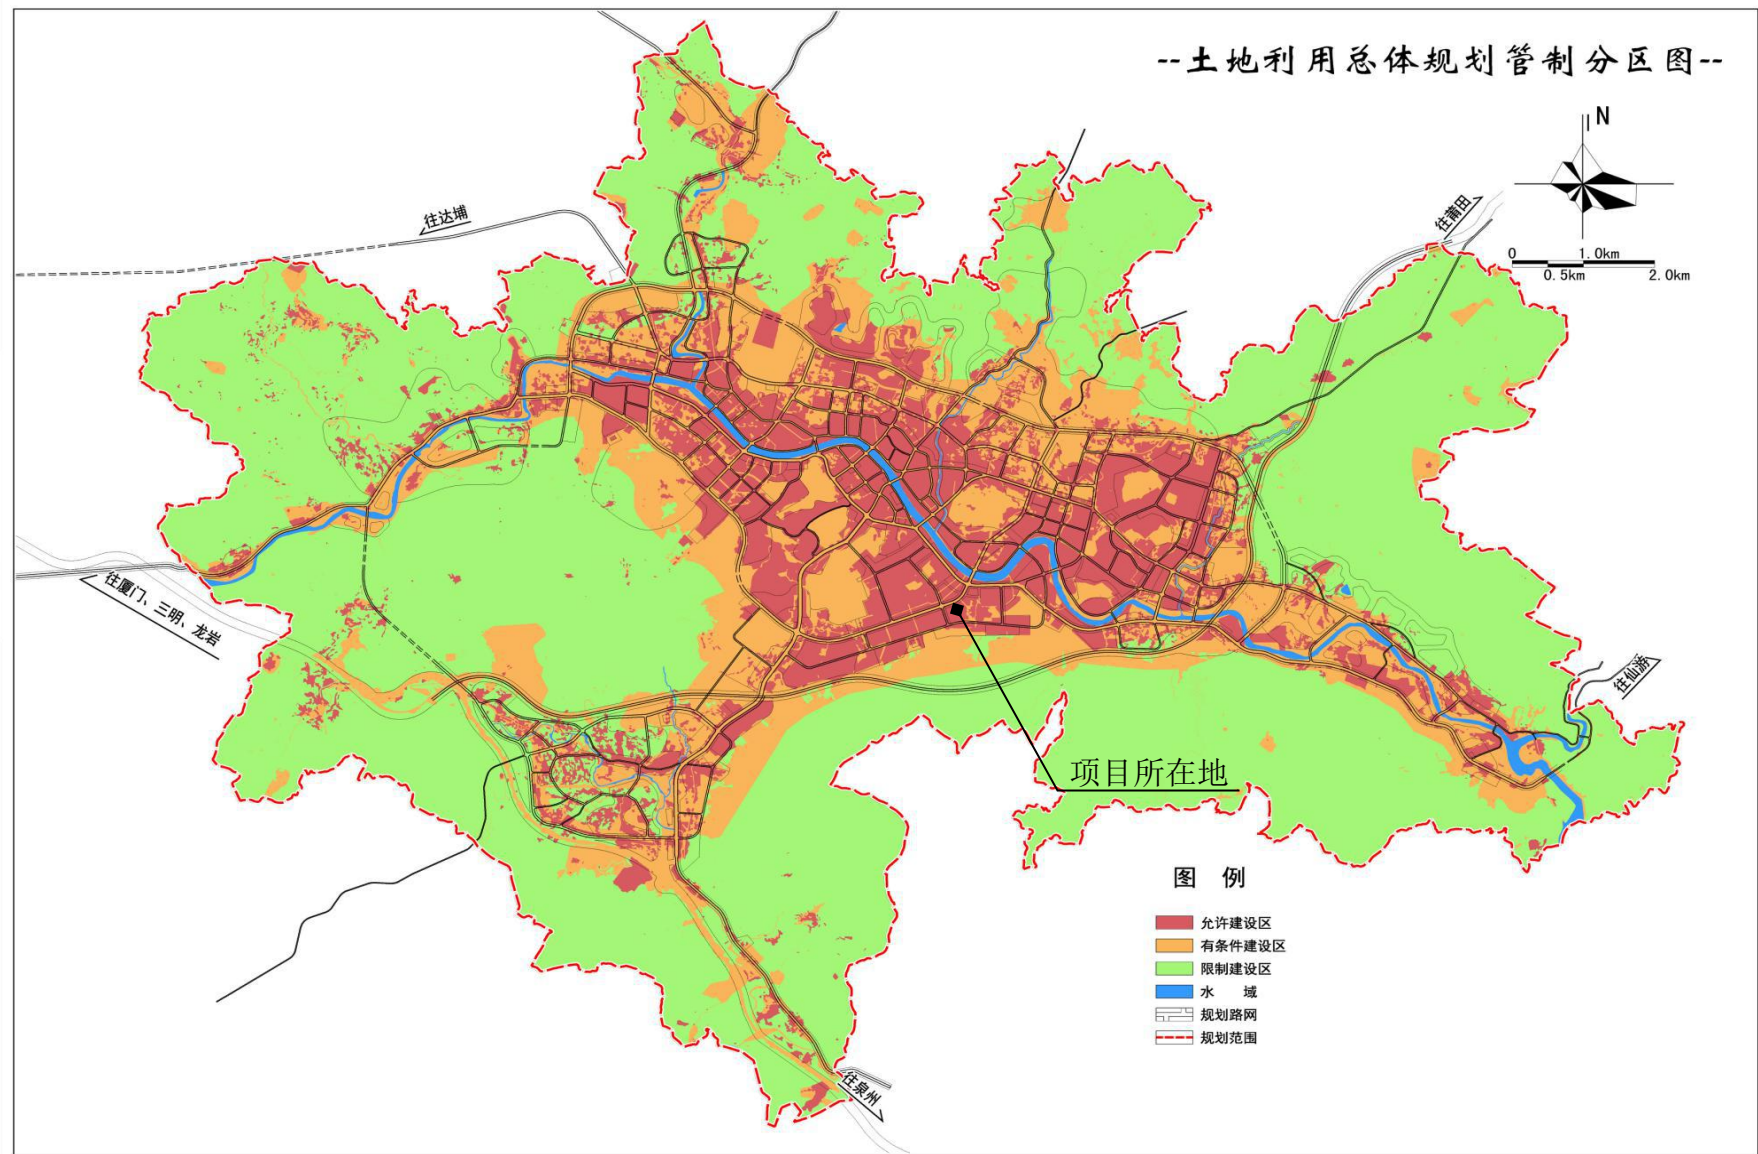 --土地利用总体规划管制分区图--
N
往达埔
往莆田
0 1.0km
0.5km 2.0km
往厦门、三明、龙岩
往仙游
项目所在地
图 例
允许建设区
有条件建设区
限制建设区
水 域
规划路网
规划范围
往泉州